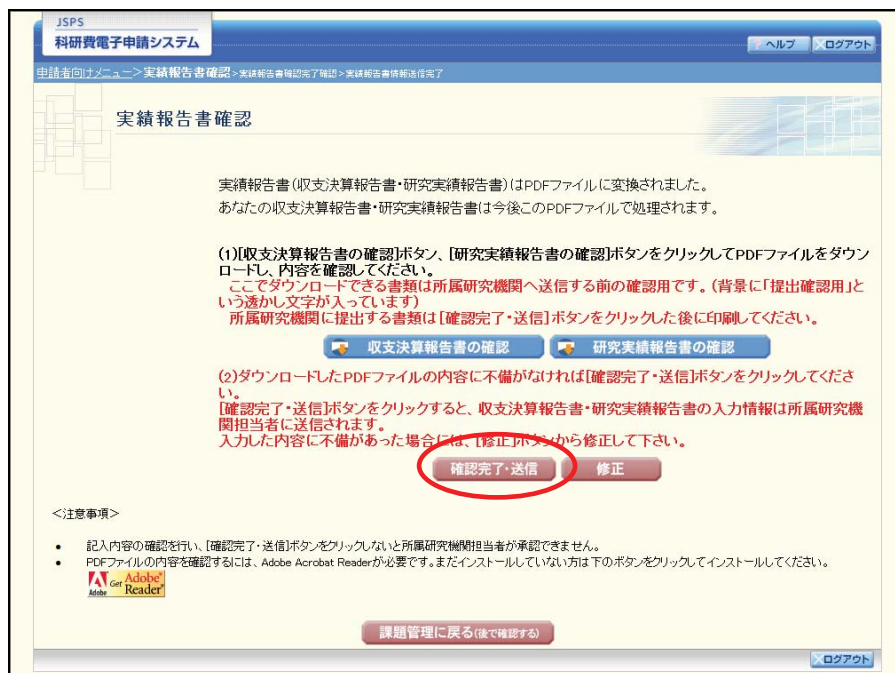 JSPS
科研費電子申請システム
? ヘルプ
ログアウト
申請者向けメニュー>実績報告書確認>実績報告書確認完了確認>実績報告書情報送信完了
実績報告書確認
実績報告書(収支決算報告書・研究実績報告書)はPDFファイルに変換されました。
あなたの収支決算報告書・研究実績報告書は今後このPDFファイルで処理されます。
(1)[収支決算報告書の確認]ボタン、[研究実績報告書の確認]ボタンをクリックしてPDFファイルをダウン
ロードし、内容を確認してください。
ここでダウンロードできる書類は所属研究機関へ送信する前の確認用です。(背景に「提出確認用」と
いう透かし文字が入っています)
所属研究機関に提出する書類は[確認完了・送信]ボタンをクリックした後に印刷してください。
収支決算報告書の確認
研究実績報告書の確認
(2)ダウンロードしたPDFファイルの内容に不備がなければ[確認完了・送信]ボタンをクリックしてくださ
い。
[確認完了・送信]ボタンをクリックすると、収支決算報告書・研究実績報告書の入力情報は所属研究機
関担当者に送信されます。
入力した内容に不備があった場合には、[修正]ボタンから修正して下さい。
確認完了・送信
修正
<注意事項>
• 記入内容の確認を行い、[確認完了・送信]ボタンをクリックしないと所属研究機関担当者が承認できません。
• PDFファイルの内容を確認するには、Adobe Acrobat Readerが必要です。まだインストールしていない方は下のボタンをクリックしてインストールしてください。
Adobe Get Adobe Reader
課題管理に戻る(後で確認する)
ログアウト